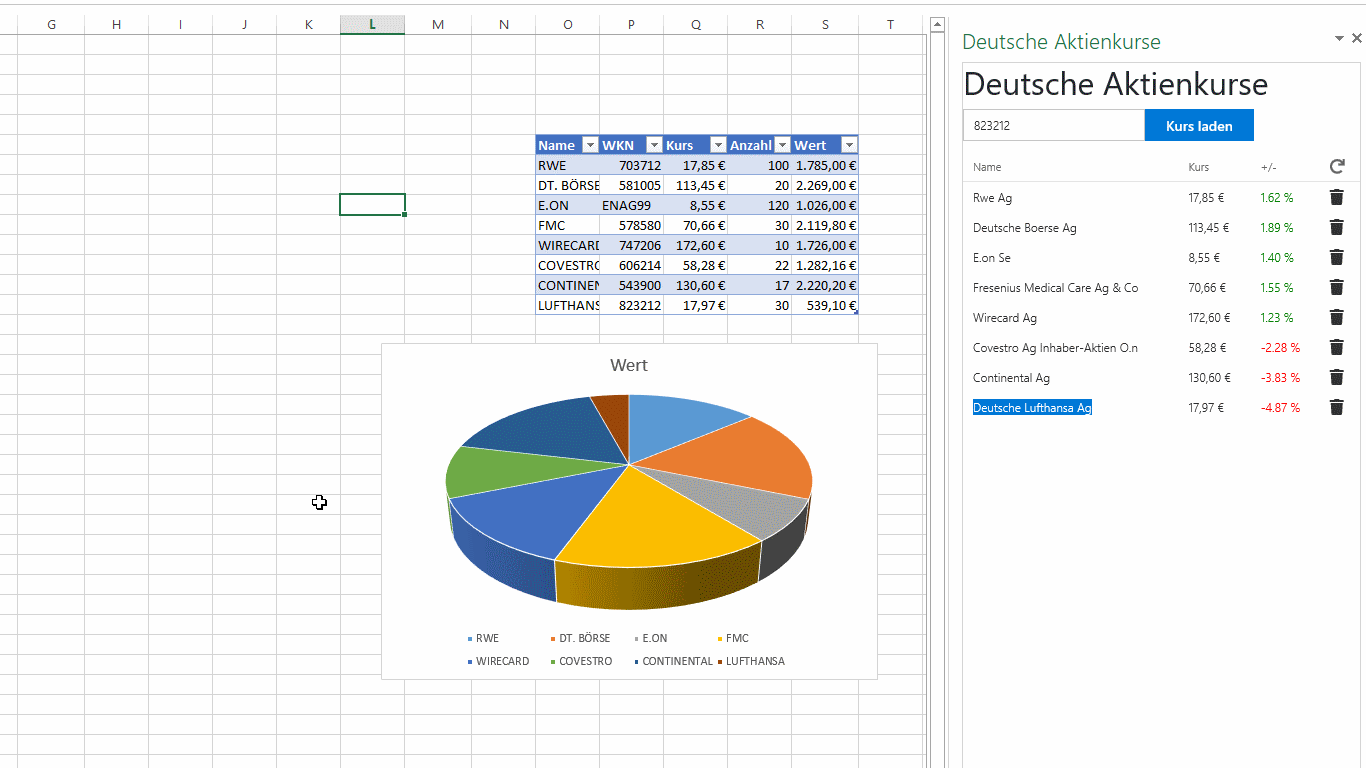 G H I J K L M N O P Q R S T
Name WKN Kurs Anzahl Wert
RWE 703712 17,85 € 100 1.785,00 €
DT. BÖRSE 581005 113,45 € 20 2.269,00 €
E.ON ENAG99 8,55 € 120 1.026,00 €
FMC 578580 70,66 € 30 2.119,80 €
WIRECARD 747206 172,60 € 10 1.726,00 €
COVESTRO 606214 58,28 € 22 1.282,16 €
CONTINEN 543900 130,60 € 17 2.220,20 €
LUFTHANS 823212 17,97 € 30 539,10 €
Wert
RWE DT. BÖRSE E.ON FMC
WIRECARD COVESTRO CONTINENTAL LUFTHANSA
Deutsche Aktienkurse
Deutsche Aktienkurse
823212 Kurs laden
Name Kurs +/-
Rwe Ag 17,85 € 1.62 %
Deutsche Boerse Ag 113,45 € 1.89 %
E.on Se 8,55 € 1.40 %
Fresenius Medical Care Ag & Co 70,66 € 1.55 %
Wirecard Ag 172,60 € 1.23 %
Covestro Ag Inhaber-Aktien O.n 58,28 € -2.28 %
Continental Ag 130,60 € -3.83 %
Deutsche Lufthansa Ag 17,97 € -4.87 %